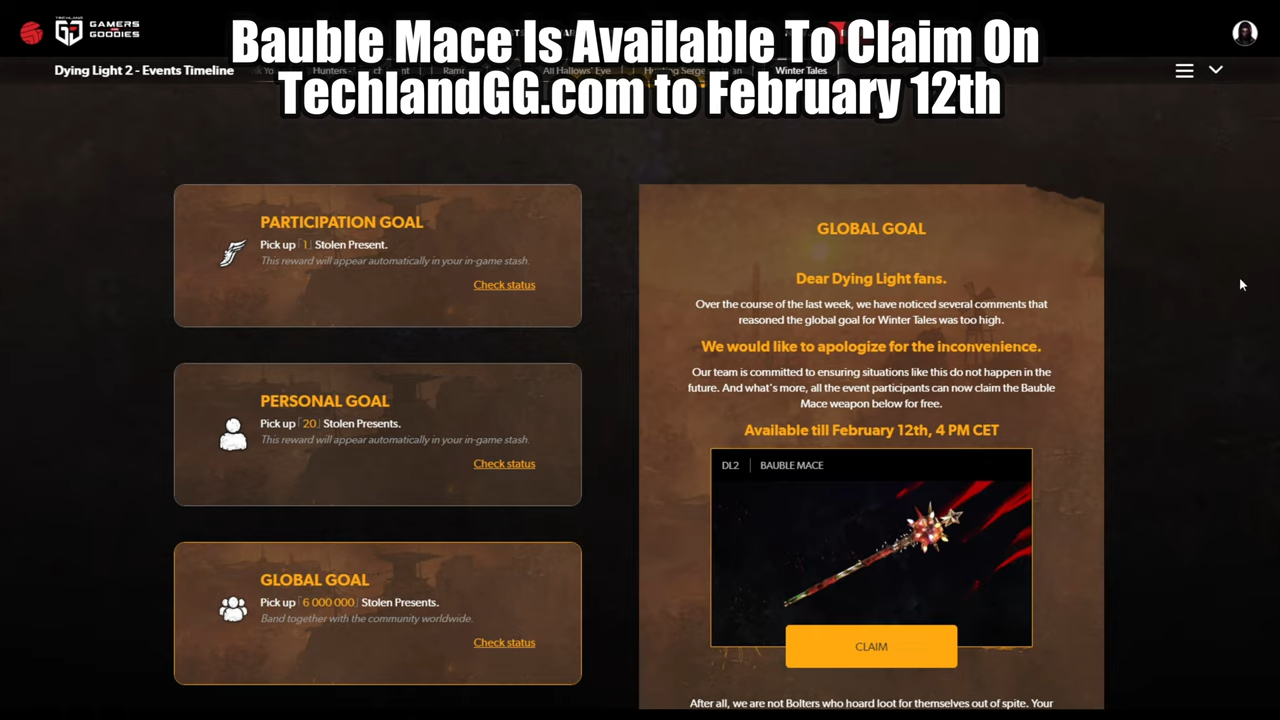 Bauble Mace Is Available To Claim On
TechlandGG.com to February 12th
TECHLAND
GAMERS
GOODIES
Dying Light 2 - Events Timeline
All Hallows' Eve
Winter Tales
PARTICIPATION GOAL
Pick up 「1」 Stolen Present.
This reward will appear automatically in your in-game stash.
Check status
PERSONAL GOAL
Pick up 「20」 Stolen Presents.
This reward will appear automatically in your in-game stash.
Check status
GLOBAL GOAL
Pick up 「6 000 000」 Stolen Presents.
Band together with the community worldwide.
Check status
GLOBAL GOAL
Dear Dying Light fans.
Over the course of the last week, we have noticed several comments that
reasoned the global goal for Winter Tales was too high.
We would like to apologize for the inconvenience.
Our team is committed to ensuring situations like this do not happen in the
future. And what's more, all the event participants can now claim the Bauble
Mace weapon below for free.
Available till February 12th, 4 PM CET
DL2 | BAUBLE MACE
CLAIM
After all, we are not Bolters who hoard loot for themselves out of spite. Your